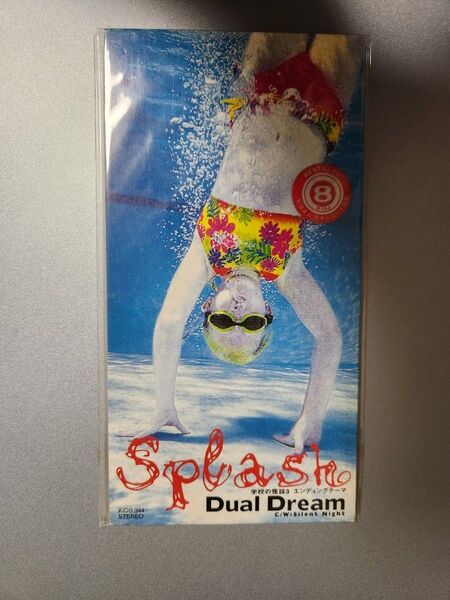 8
Splash
学校の怪談3 エンディングテーマ
Dual Dream
C/W:Silent Night
KIDS 344
STEREO